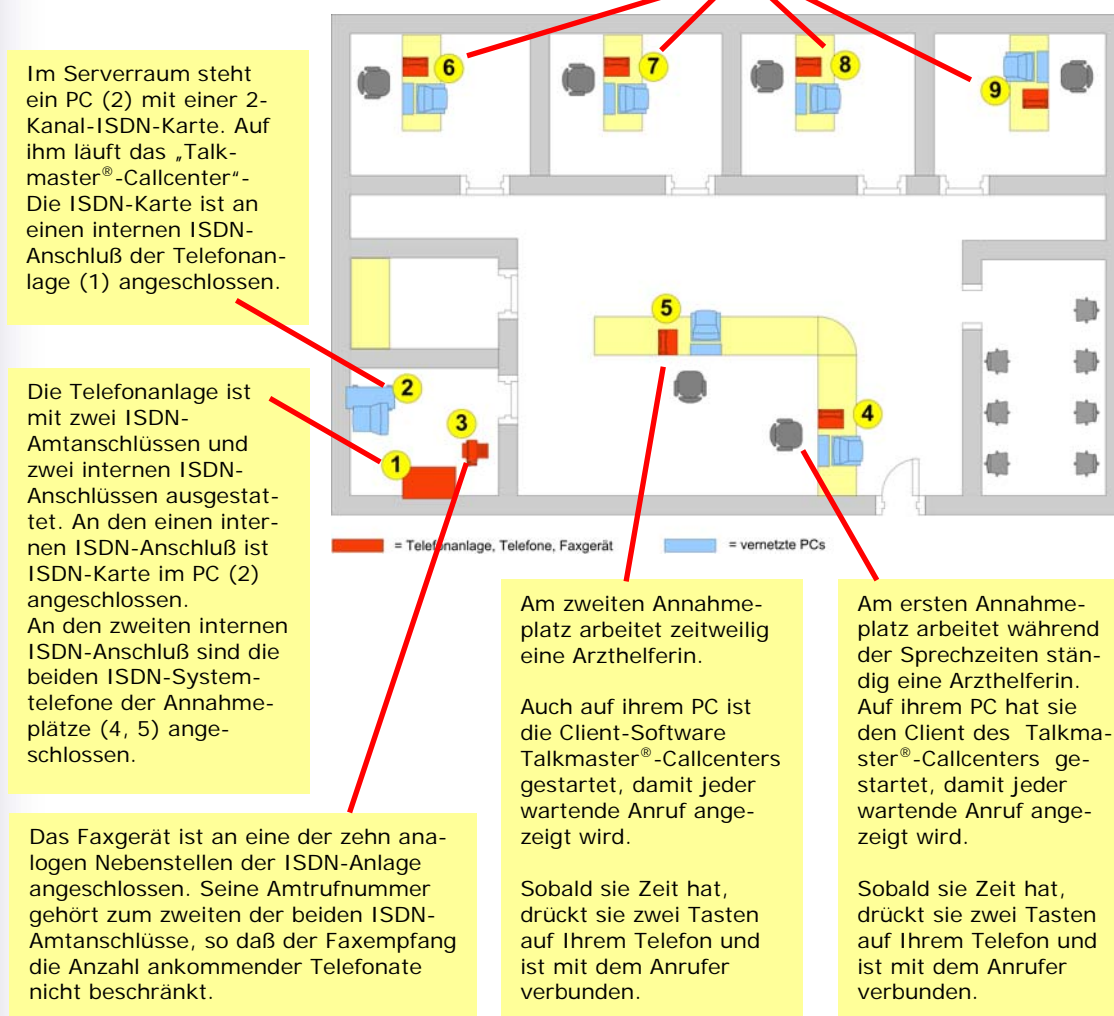 Im Serverraum steht
ein PC (2) mit einer 2-
Kanal-ISDN-Karte. Auf
ihm läuft das „Talk-
master®-Callcenter“-
Die ISDN-Karte ist an
einen internen ISDN-
Anschluß der Telefonan-
lage (1) angeschlossen.
6
7
8
9
Die Telefonanlage ist
mit zwei ISDN-
Amtanschlüssen und
zwei internen ISDN-
Anschlüssen ausgestat-
tet. An den einen inter-
nen ISDN-Anschluß ist
ISDN-Karte im PC (2)
angeschlossen.
An den zweiten internen
ISDN-Anschluß sind die
beiden ISDN-System-
telefone der Annahme-
plätze (4, 5) ange-
schlossen.
5
2
3
4
1
= Telefonanlage, Telefone, Faxgerät
= vernetzte PCs
Das Faxgerät ist an eine der zehn ana-
logen Nebenstellen der ISDN-Anlage
angeschlossen. Seine Amtrufnummer
gehört zum zweiten der beiden ISDN-
Amtanschlüsse, so daß der Faxempfang
die Anzahl ankommender Telefonate
nicht beschränkt.
Am zweiten Annahme-
platz arbeitet zeitweilig
eine Arzthelferin.
Auch auf ihrem PC ist
die Client-Software
Talkmaster®-Callcenters
gestartet, damit jeder
wartende Anruf ange-
zeigt wird.
Sobald sie Zeit hat,
drückt sie zwei Tasten
auf Ihrem Telefon und
ist mit dem Anrufer
verbunden.
Am ersten Annahme-
platz arbeitet während
der Sprechzeiten stän-
dig eine Arzthelferin.
Auf ihrem PC hat sie
den Client des Talkma-
ster®-Callcenters ge-
startet, damit jeder
wartende Anruf ange-
zeigt wird.
Sobald sie Zeit hat,
drückt sie zwei Tasten
auf Ihrem Telefon und
ist mit dem Anrufer
verbunden.